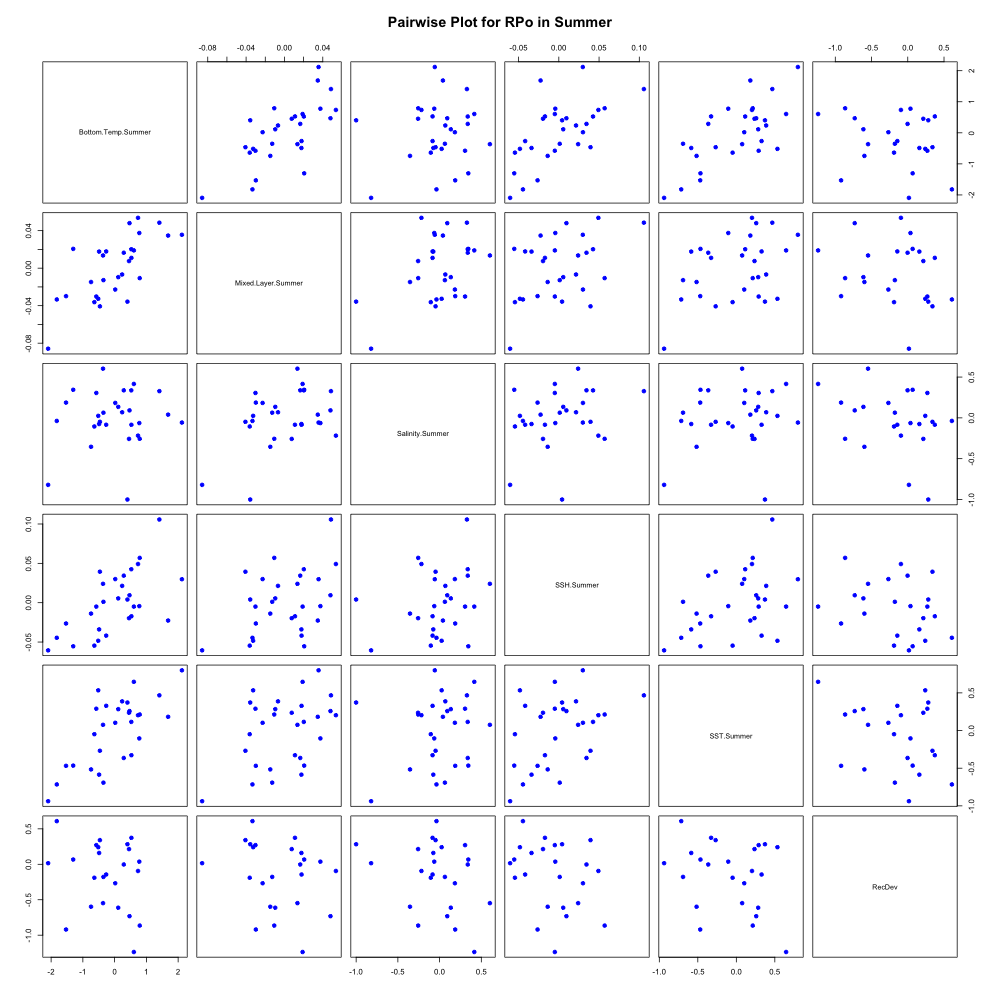 Pairwise Plot for RPo in Summer
-0.08 -0.04 0.00 0.04
-0.05 0.00 0.05 0.10
-1.0 -0.5 0.0 0.5
Bottom.Temp.Summer
-2 -1 0 1 2
-0.08 -0.04 0.00 0.04
Mixed.Layer.Summer
Salinity.Summer
-1.0 -0.5 0.0 0.5
-0.05 0.00 0.05 0.10
SSH.Summer
SST.Summer
-1.0 -0.5 0.0 0.5
-1.0 0.0 0.5
RecDev
-2 -1 0 1 2
-1.0 -0.5 0.0 0.5
-1.0 -0.5 0.0 0.5